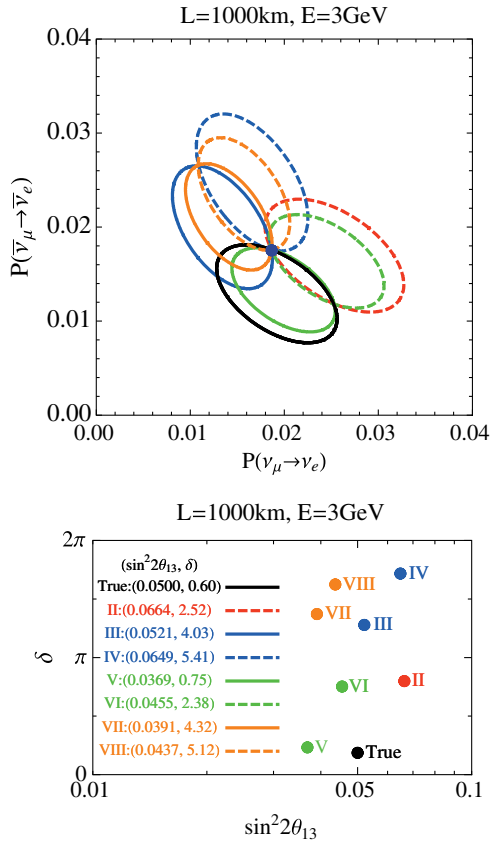 L=1000km, E=3GeV
0.04
0.03
0.02
0.01
0.00
P(ν̅μ→ν̅e)
0.00 0.01 0.02 0.03 0.04
P(νμ→νe)
L=1000km, E=3GeV
2π
π
0
δ
(sin²2θ₁₃, δ)
True:(0.0500, 0.60)
II:(0.0664, 2.52)
III:(0.0521, 4.03)
IV:(0.0649, 5.41)
V:(0.0369, 0.75)
VI:(0.0455, 2.38)
VII:(0.0391, 4.32)
VIII:(0.0437, 5.12)
IV
VIII
VII
III
VI
II
V
True
0.01 0.05 0.1
sin²2θ₁₃